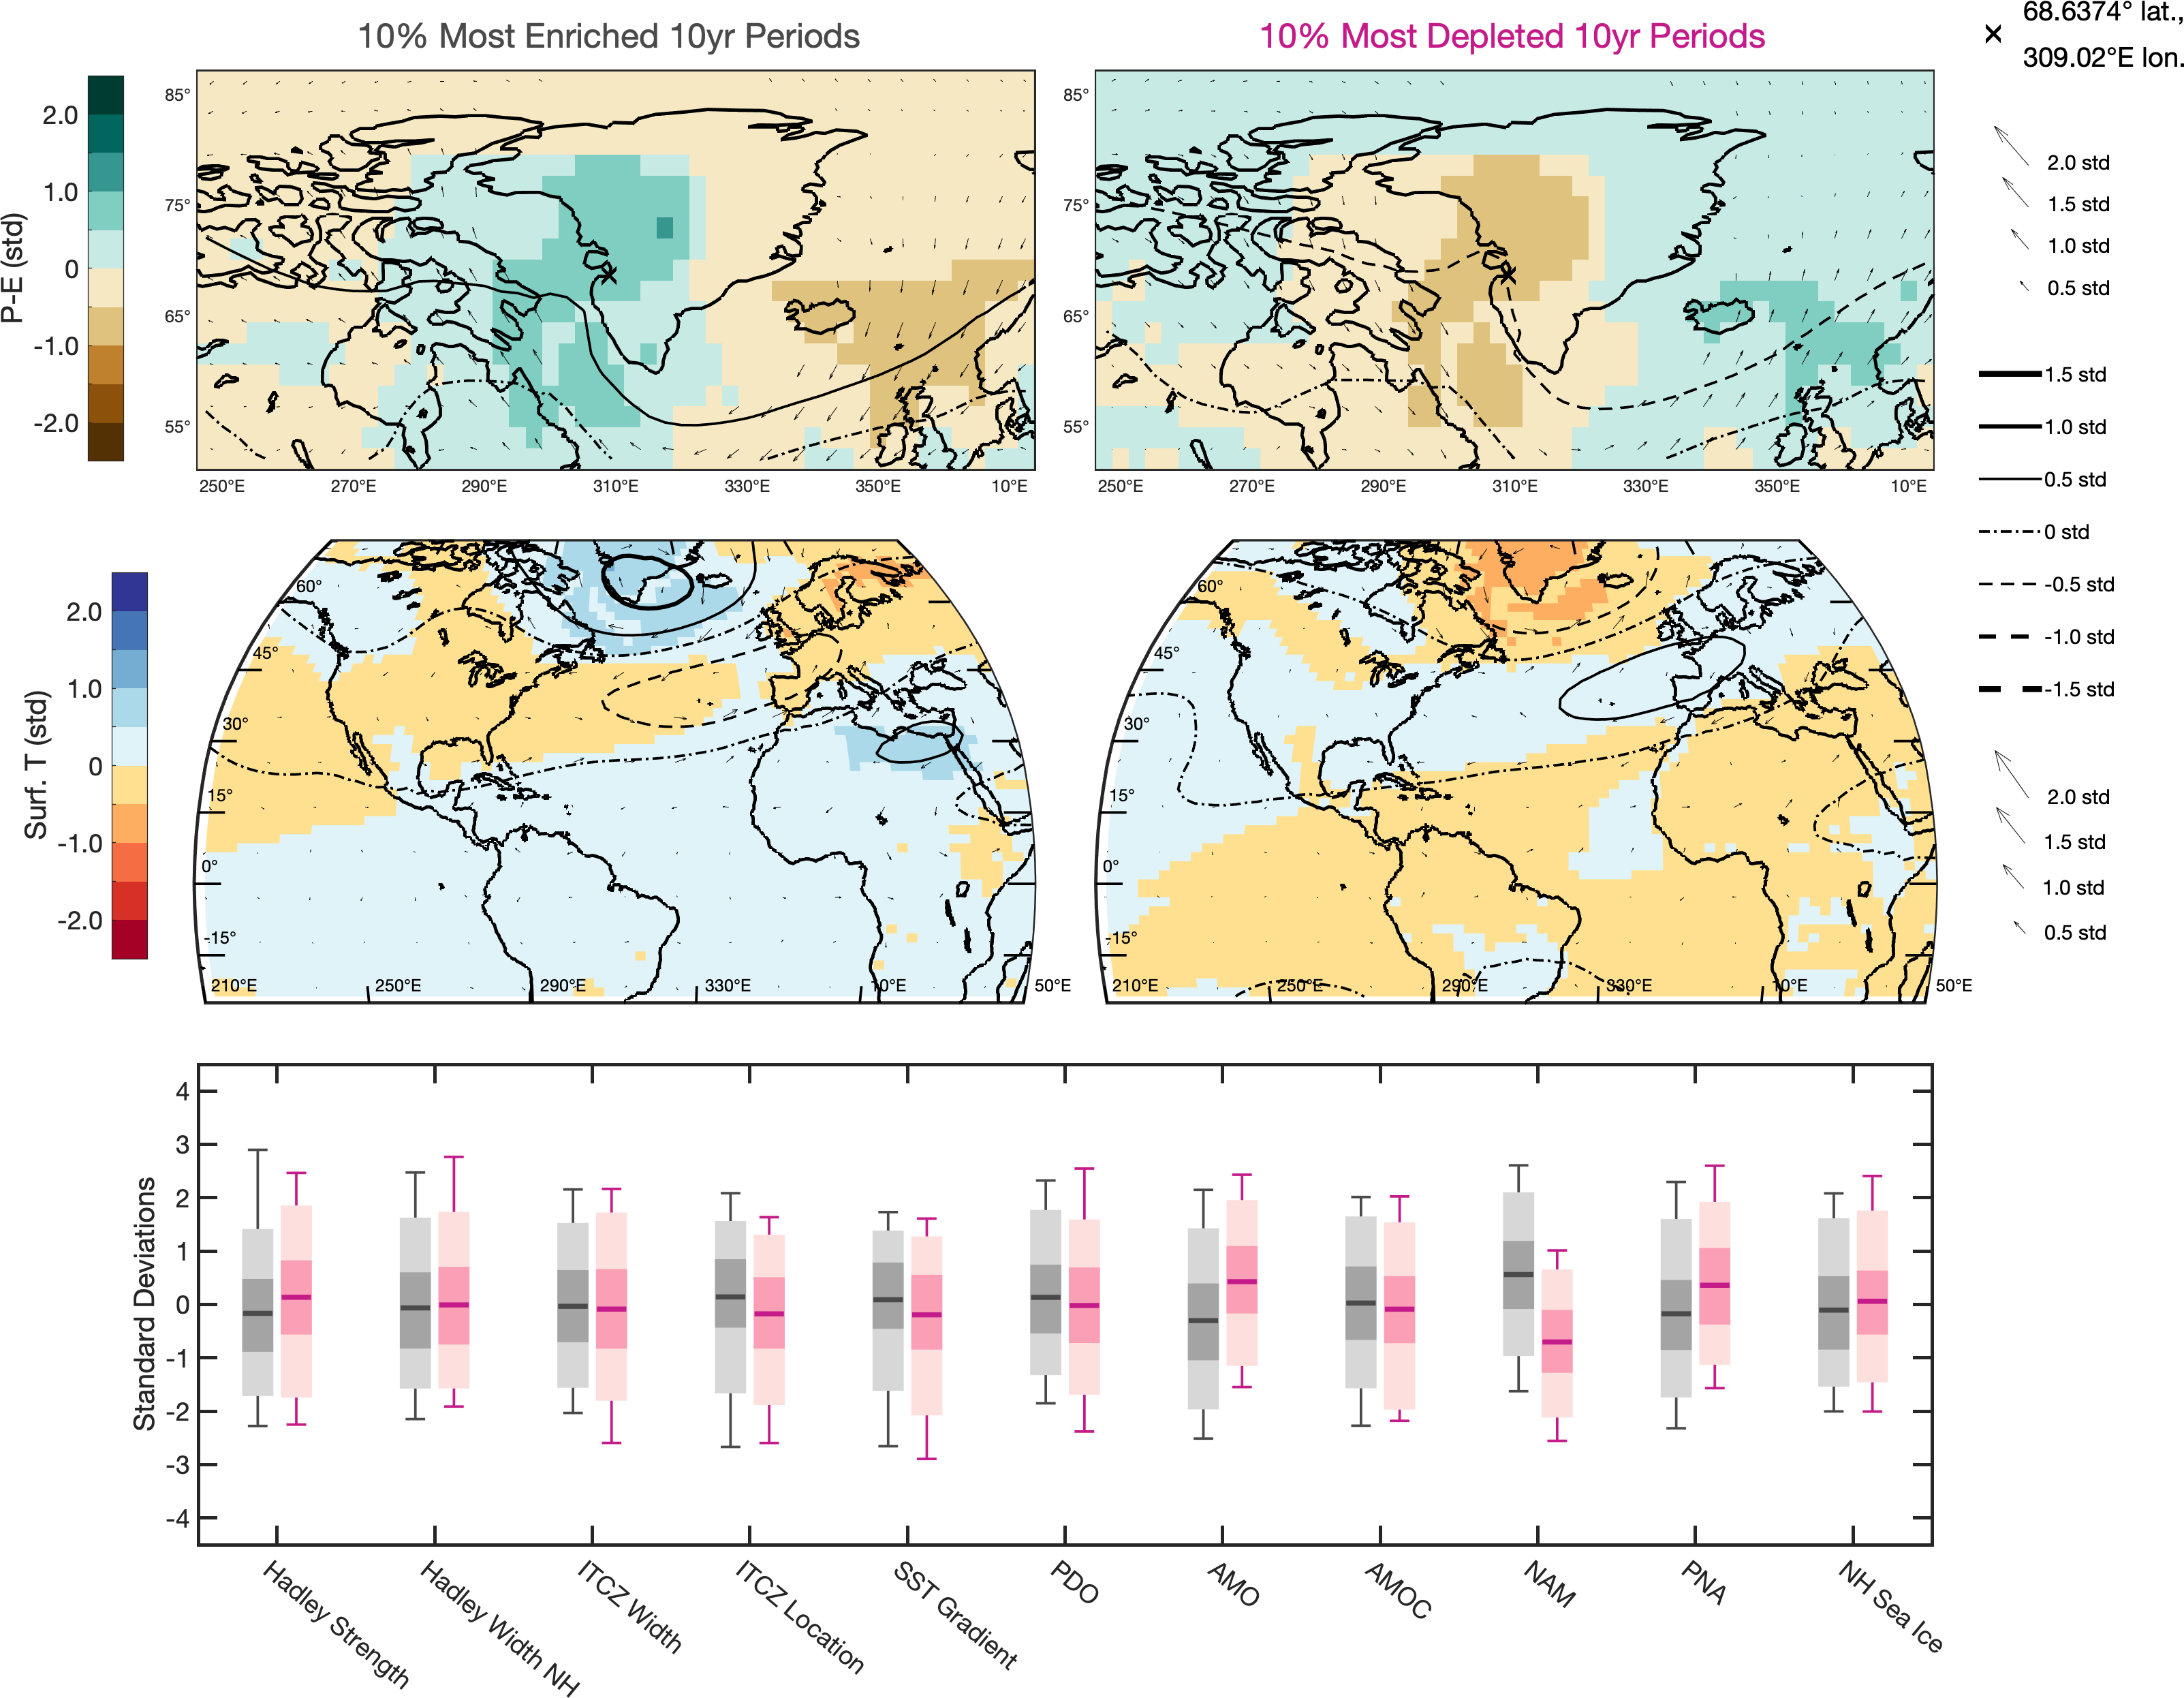 10% Most Enriched 10yr Periods
10% Most Depleted 10yr Periods
68.6374° lat.,
309.02°E lon.
P-E (std)
2.0
1.0
0
-1.0
-2.0
85°
75°
65°
55°
250°E 270°E 290°E 310°E 330°E 350°E 10°E
85°
75°
65°
55°
250°E 270°E 290°E 310°E 330°E 350°E 10°E
2.0 std
1.5 std
1.0 std
0.5 std
1.5 std
1.0 std
0.5 std
0 std
-0.5 std
-1.0 std
-1.5 std
Surf. T (std)
2.0
1.0
0
-1.0
-2.0
60°
45°
30°
15°
0°
-15°
210°E 250°E 290°E 330°E 10°E 50°E
60°
45°
30°
15°
0°
-15°
210°E 250°E 290°E 330°E 10°E 50°E
2.0 std
1.5 std
1.0 std
0.5 std
Standard Deviations
4
3
2
1
0
-1
-2
-3
-4
Hadley Strength
Hadley Width NH
ITCZ Width
ITCZ Location
SST Gradient
PDO
AMO
AMOC
NAM
PNA
NH Sea Ice